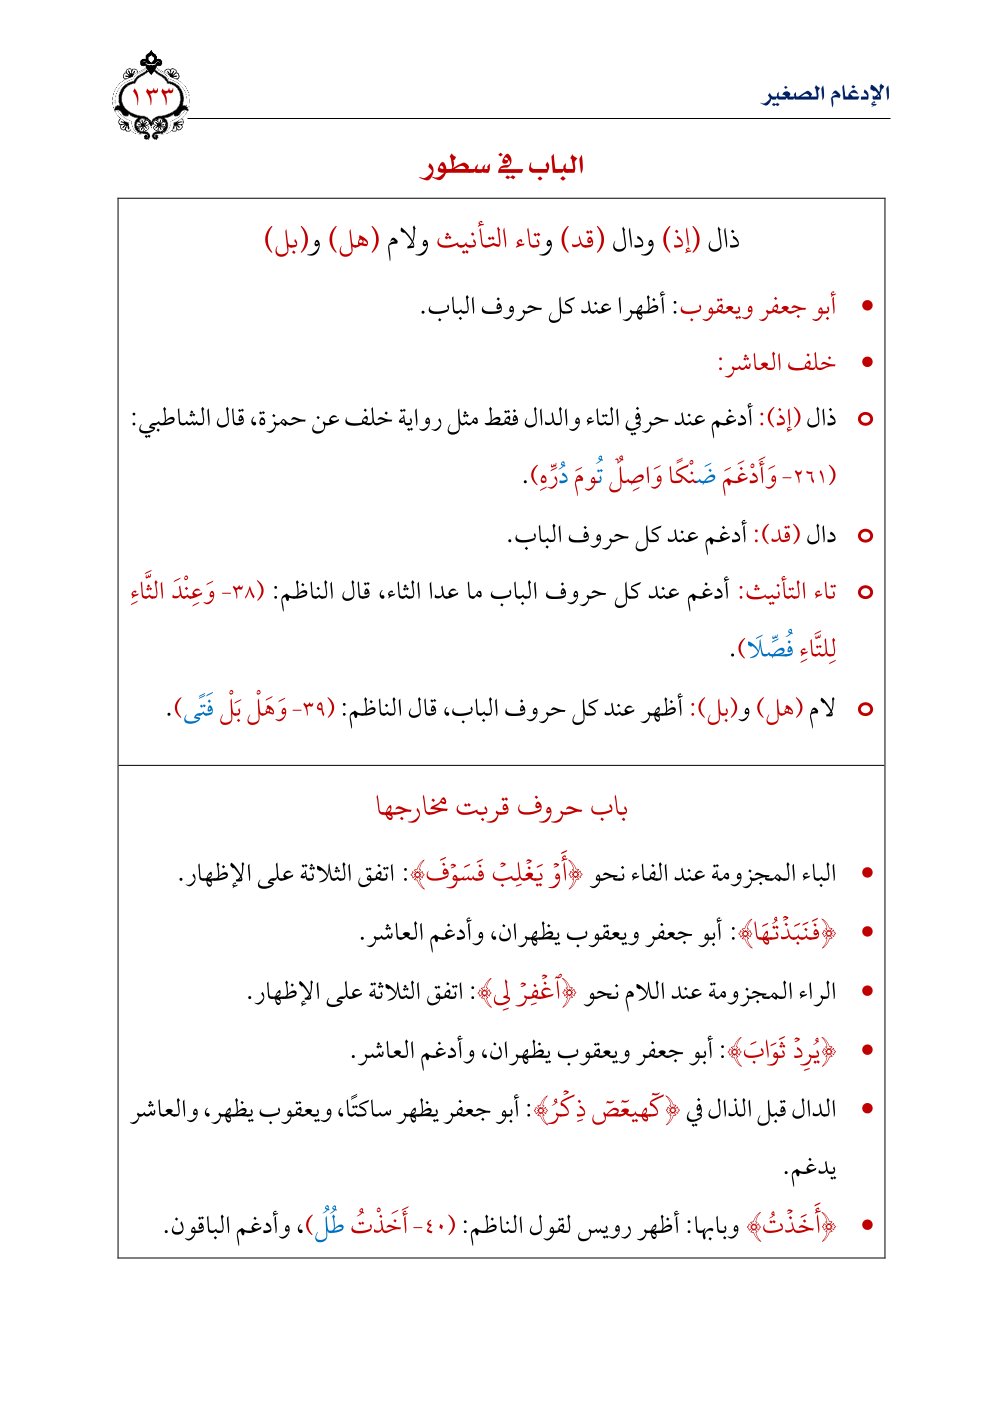 الإدغام الصغير
١٣٣
الباب في سطور
ذال (إذ) ودال (قد) وتاء التأنيث ولام (هل) و(بل)
• أبو جعفر ويعقوب: أظهرا عند كل حروف الباب.
• خلف العاشر:
o ذال (إذ): أدغم عند حرفي التاء والدال فقط مثل رواية خلف عن حمزة، قال الشاطبي:
(٢٦١- وَأَدْغَمَ ضَنْكًا وَاصِلٌ تُومَ دُرِّهِ).
o دال (قد): أدغم عند كل حروف الباب.
o تاء التأنيث: أدغم عند كل حروف الباب ما عدا الثاء، قال الناظم: (٣٨- وَعِنْدَ الثَّاءِ
لِلتَّاءِ فُصِّلَا).
o لام (هل) و(بل): أظهر عند كل حروف الباب، قال الناظم: (٣٩- وَهَلْ بَلْ فَتًى).
باب حروف قربت مخارجها
• الباء المجزومة عند الفاء نحو ﴿أَوۡ يَغۡلِبۡ فَسَوۡفَ﴾: اتفق الثلاثة على الإظهار.
• ﴿فَنَبَذۡتُهَا﴾: أبو جعفر ويعقوب يظهران، وأدغم العاشر.
• الراء المجزومة عند اللام نحو ﴿ٱغۡفِرۡ لِي﴾: اتفق الثلاثة على الإظهار.
• ﴿يُرِدۡ ثَوَابَ﴾: أبو جعفر ويعقوب يظهران، وأدغم العاشر.
• الدال قبل الذال في ﴿كٓهيعٓصٓ ذِكۡرُ﴾: أبو جعفر يظهر ساكتًا، ويعقوب يظهر، والعاشر
يدغم.
• ﴿أَخَذۡتُ﴾ وبابها: أظهر رويس لقول الناظم: (٤٠- أَخَذْتُ طُلْ)، وأدغم الباقون.